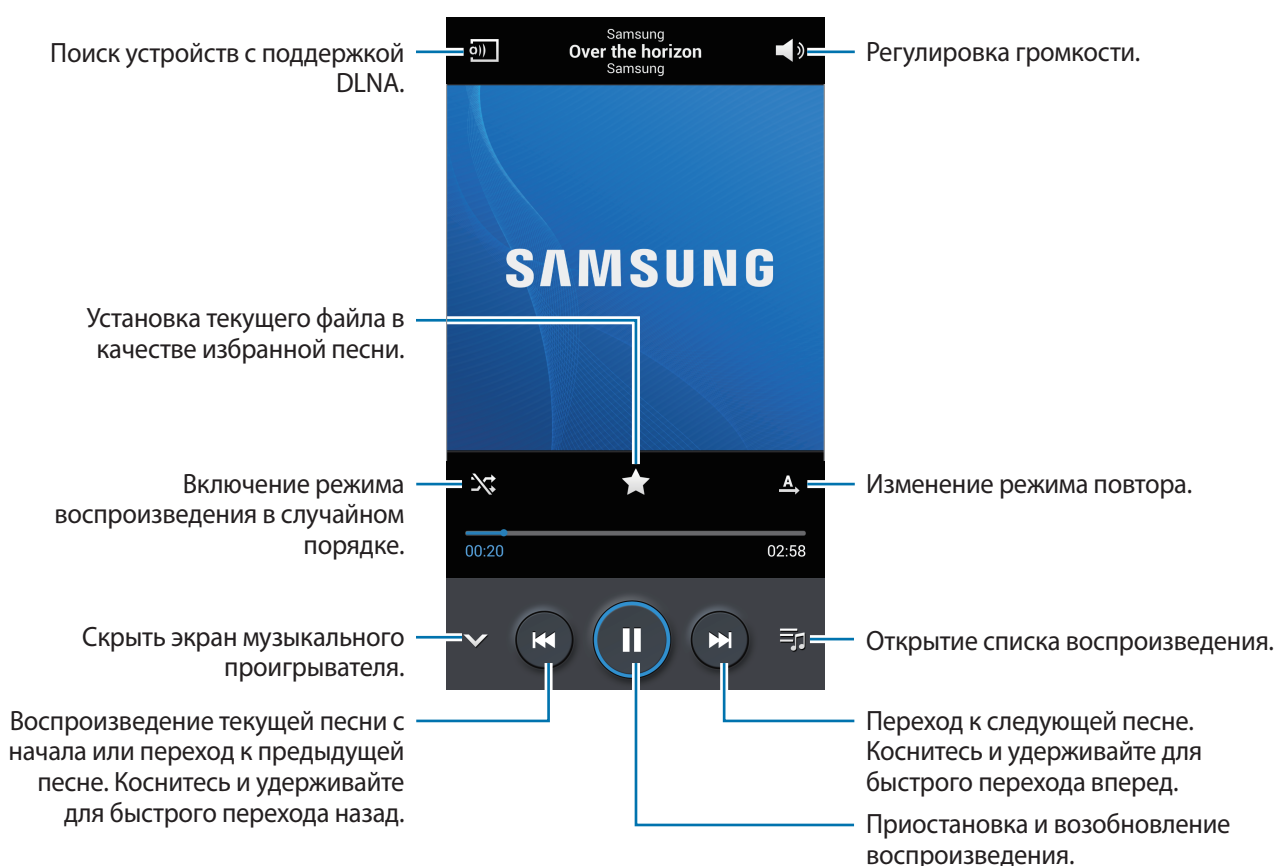 Поиск устройств с поддержкой
DLNA.
Samsung
Over the horizon
Samsung
Регулировка громкости.
SAMSUNG
Установка текущего файла в
качестве избранной песни.
Включение режима
воспроизведения в случайном
порядке.
A
Изменение режима повтора.
00:20
02:58
Скрыть экран музыкального
проигрывателя.
Открытие списка воспроизведения.
Воспроизведение текущей песни с
начала или переход к предыдущей
песне. Коснитесь и удерживайте
для быстрого перехода назад.
Переход к следующей песне.
Коснитесь и удерживайте для
быстрого перехода вперед.
Приостановка и возобновление
воспроизведения.